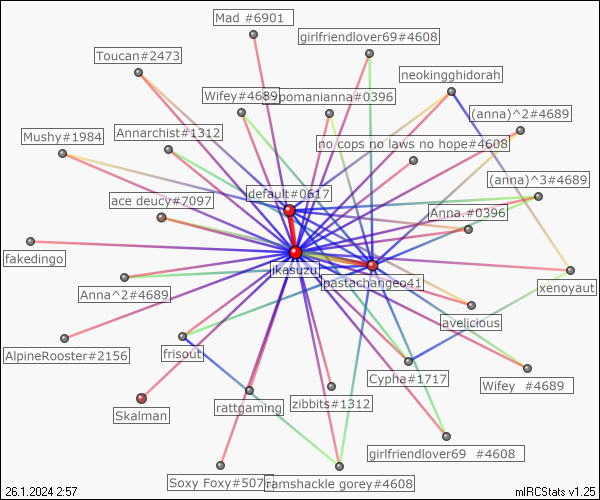 Mad #6901
girlfriendlover69#4608
Toucan#2473
neokingghidorah
Wifey #4689
pomanianna#0396
(anna)^2#4689
Mushy#1984
Annarchist#1312
no cops no laws no hope#4608
(anna)^3#4689
default#0617
ace deucy#7097
Anna.#0396
fakedingo
jkasuzu
pastachangeo41
xenoyaut
Anna^2#4689
avelicious
AlpineRooster#2156
frisout
Cypha#1717
Wifey #4689
Skalman
rattgaming
zibbits#1312
girlfriendlover69 #4608
Soxy Foxy#507
ramshackle gorey#4608
26.1.2024 2:57
mIRCStats v1.25